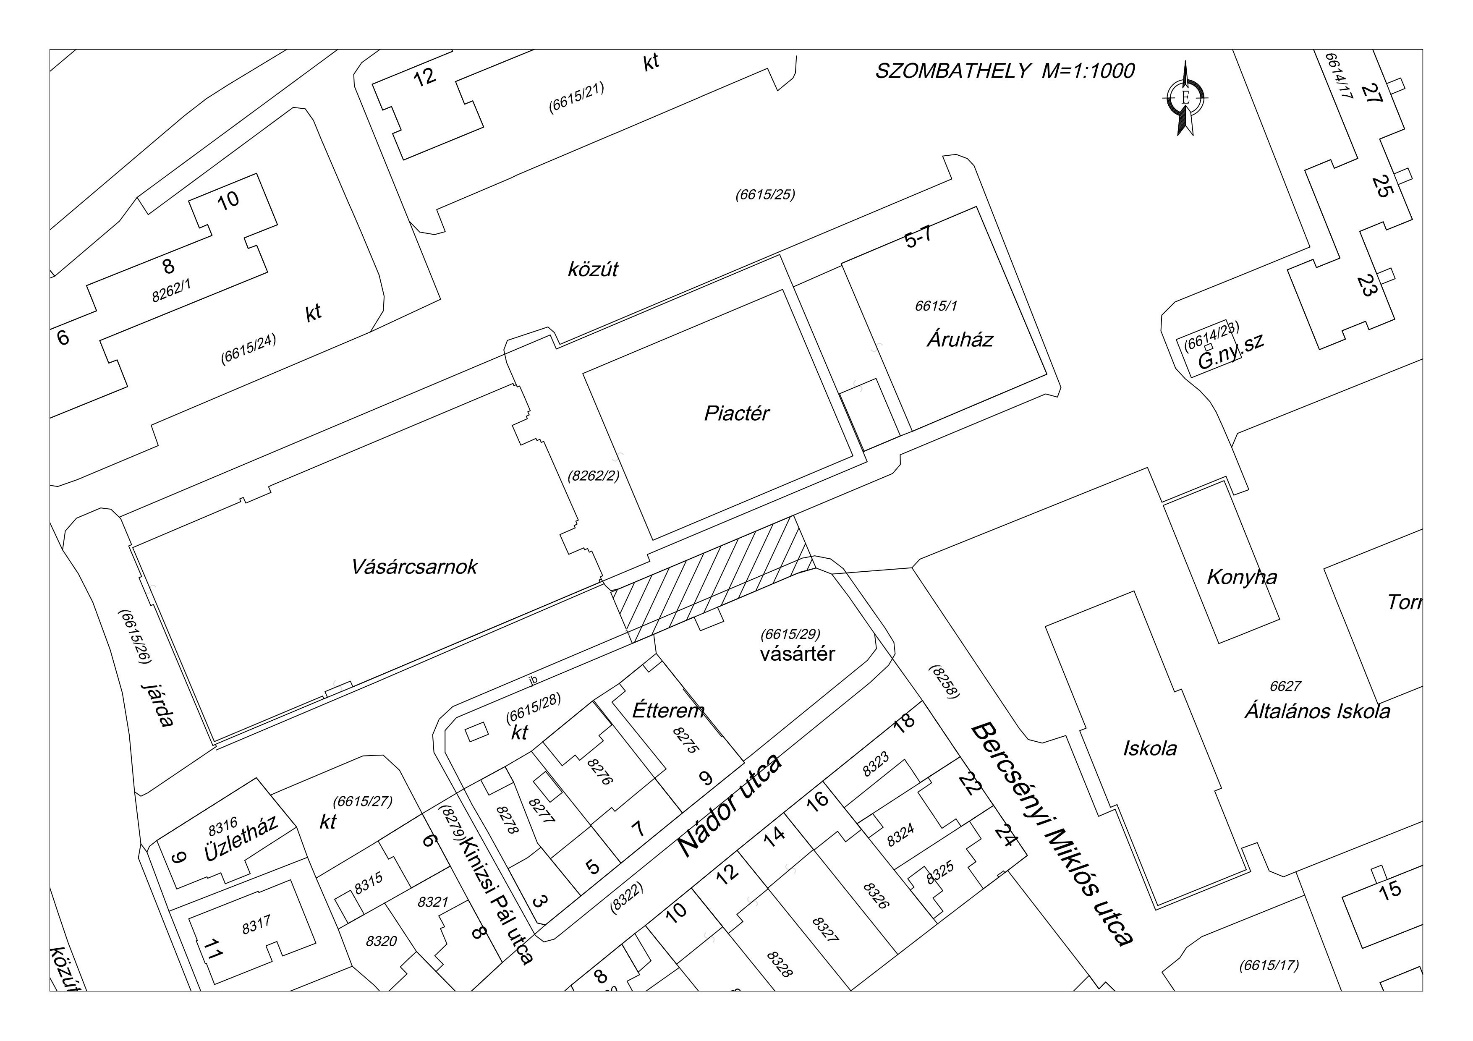 SZOMBATHELY M=1:1000
E
12
kt
(6615/21)
6614/17
27
25
23
10
8
8262/1
6
kt
(6615/24)
(6615/25)
közút
5-7
6615/1
Áruház
(6614/23)
G.ny.sz
Piactér
(8262/2)
Vásárcsarnok
(6615/26)
járda
Konyha
Torr
(6615/29)
vásártér
jb
(6615/28)
kt
Étterem
8275
9
8276
8277
8278
7
5
3
(8258)
Bercsényi Miklós utca
6627
Általános Iskola
Iskola
Nádor utca
(8322)
18
8323
16
22
14
8324
24
12
8325
10
8326
8327
8328
8
(6615/27)
kt
(8279)
Kinizsi Pál utca
8316
Üzletház
9
6
8315
8321
8
8320
8317
11
közút
15
(6615/17)